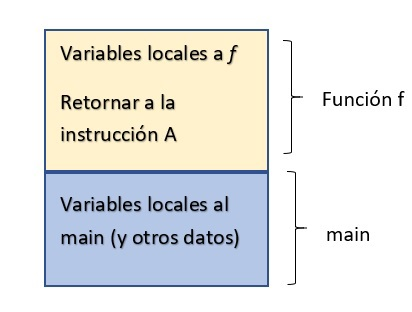 Variables locales a f
Retornar a la
instrucción A
Función f
Variables locales al
main (y otros datos)
main